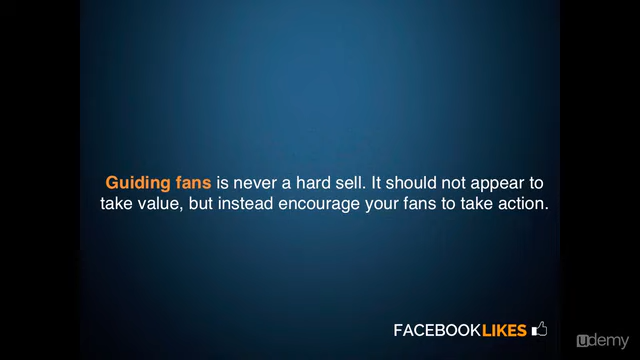 Guiding fans is never a hard sell. It should not appear to
take value, but instead encourage your fans to take action.
FACEBOOKLIKES
udemy